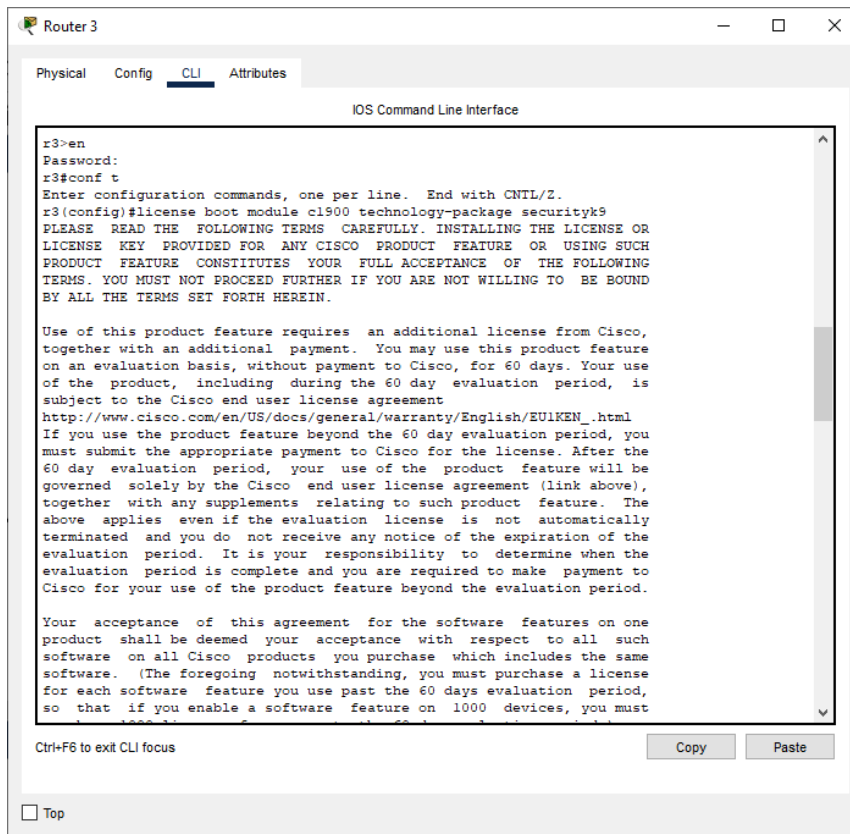 Router 3
Physical Config CLI Attributes
IOS Command Line Interface
r3>en
Password:
r3#conf t
Enter configuration commands, one per line. End with CNTL/Z.
r3(config)#license boot module c1900 technology-package securityk9
PLEASE READ THE FOLLOWING TERMS CAREFULLY. INSTALLING THE LICENSE OR
LICENSE KEY PROVIDED FOR ANY CISCO PRODUCT FEATURE OR USING SUCH
PRODUCT FEATURE CONSTITUTES YOUR FULL ACCEPTANCE OF THE FOLLOWING
TERMS. YOU MUST NOT PROCEED FURTHER IF YOU ARE NOT WILLING TO BE BOUND
BY ALL THE TERMS SET FORTH HEREIN.
Use of this product feature requires an additional license from Cisco,
together with an additional payment. You may use this product feature
on an evaluation basis, without payment to Cisco, for 60 days. Your use
of the product, including during the 60 day evaluation period, is
subject to the Cisco end user license agreement
http://www.cisco.com/en/US/docs/general/warranty/English/EU1KEN_.html
If you use the product feature beyond the 60 day evaluation period, you
must submit the appropriate payment to Cisco for the license. After the
60 day evaluation period, your use of the product feature will be
governed solely by the Cisco end user license agreement (link above),
together with any supplements relating to such product feature. The
above applies even if the evaluation license is not automatically
terminated and you do not receive any notice of the expiration of the
evaluation period. It is your responsibility to determine when the
evaluation period is complete and you are required to make payment to
Cisco for your use of the product feature beyond the evaluation period.
Your acceptance of this agreement for the software features on one
product shall be deemed your acceptance with respect to all such
software on all Cisco products you purchase which includes the same
software. (The foregoing notwithstanding, you must purchase a license
for each software feature you use past the 60 days evaluation period,
so that if you enable a software feature on 1000 devices, you must
Ctrl+F6 to exit CLI focus
Copy Paste
Top